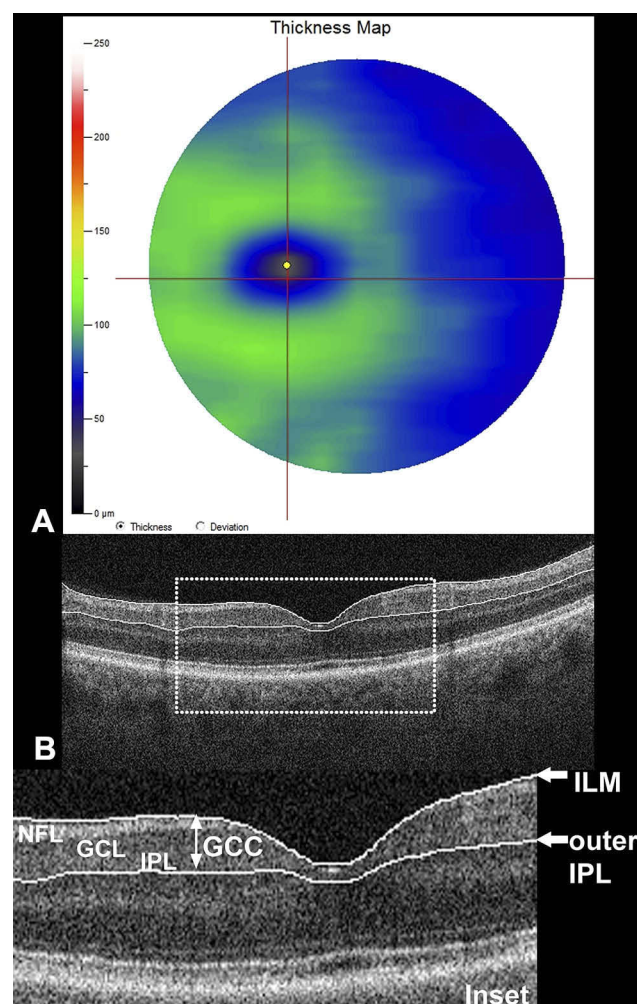 Thickness Map
250
200
150
100
50
0 µm
Thickness Deviation
A
B
ILM
NFL
GCL IPL GCC
outer
IPL
Inset